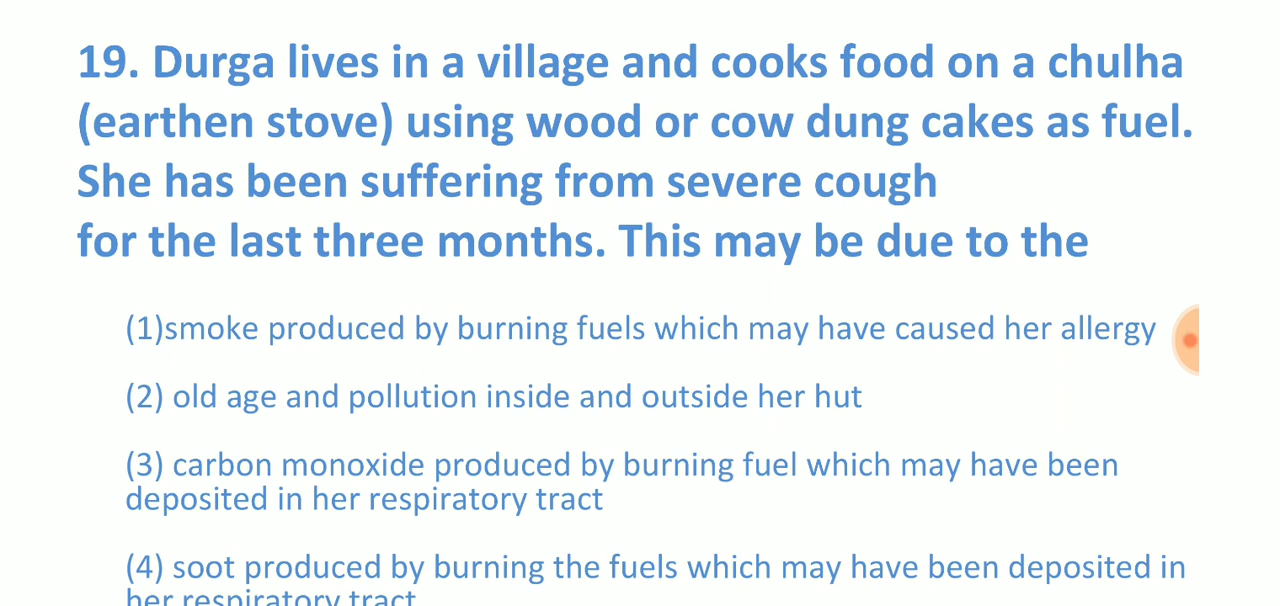 19. Durga lives in a village and cooks food on a chulha
(earthen stove) using wood or cow dung cakes as fuel.
She has been suffering from severe cough
for the last three months. This may be due to the
(1)smoke produced by burning fuels which may have caused her allergy
(2) old age and pollution inside and outside her hut
(3) carbon monoxide produced by burning fuel which may have been
deposited in her respiratory tract
(4) soot produced by burning the fuels which may have been deposited in
her respiratory tract